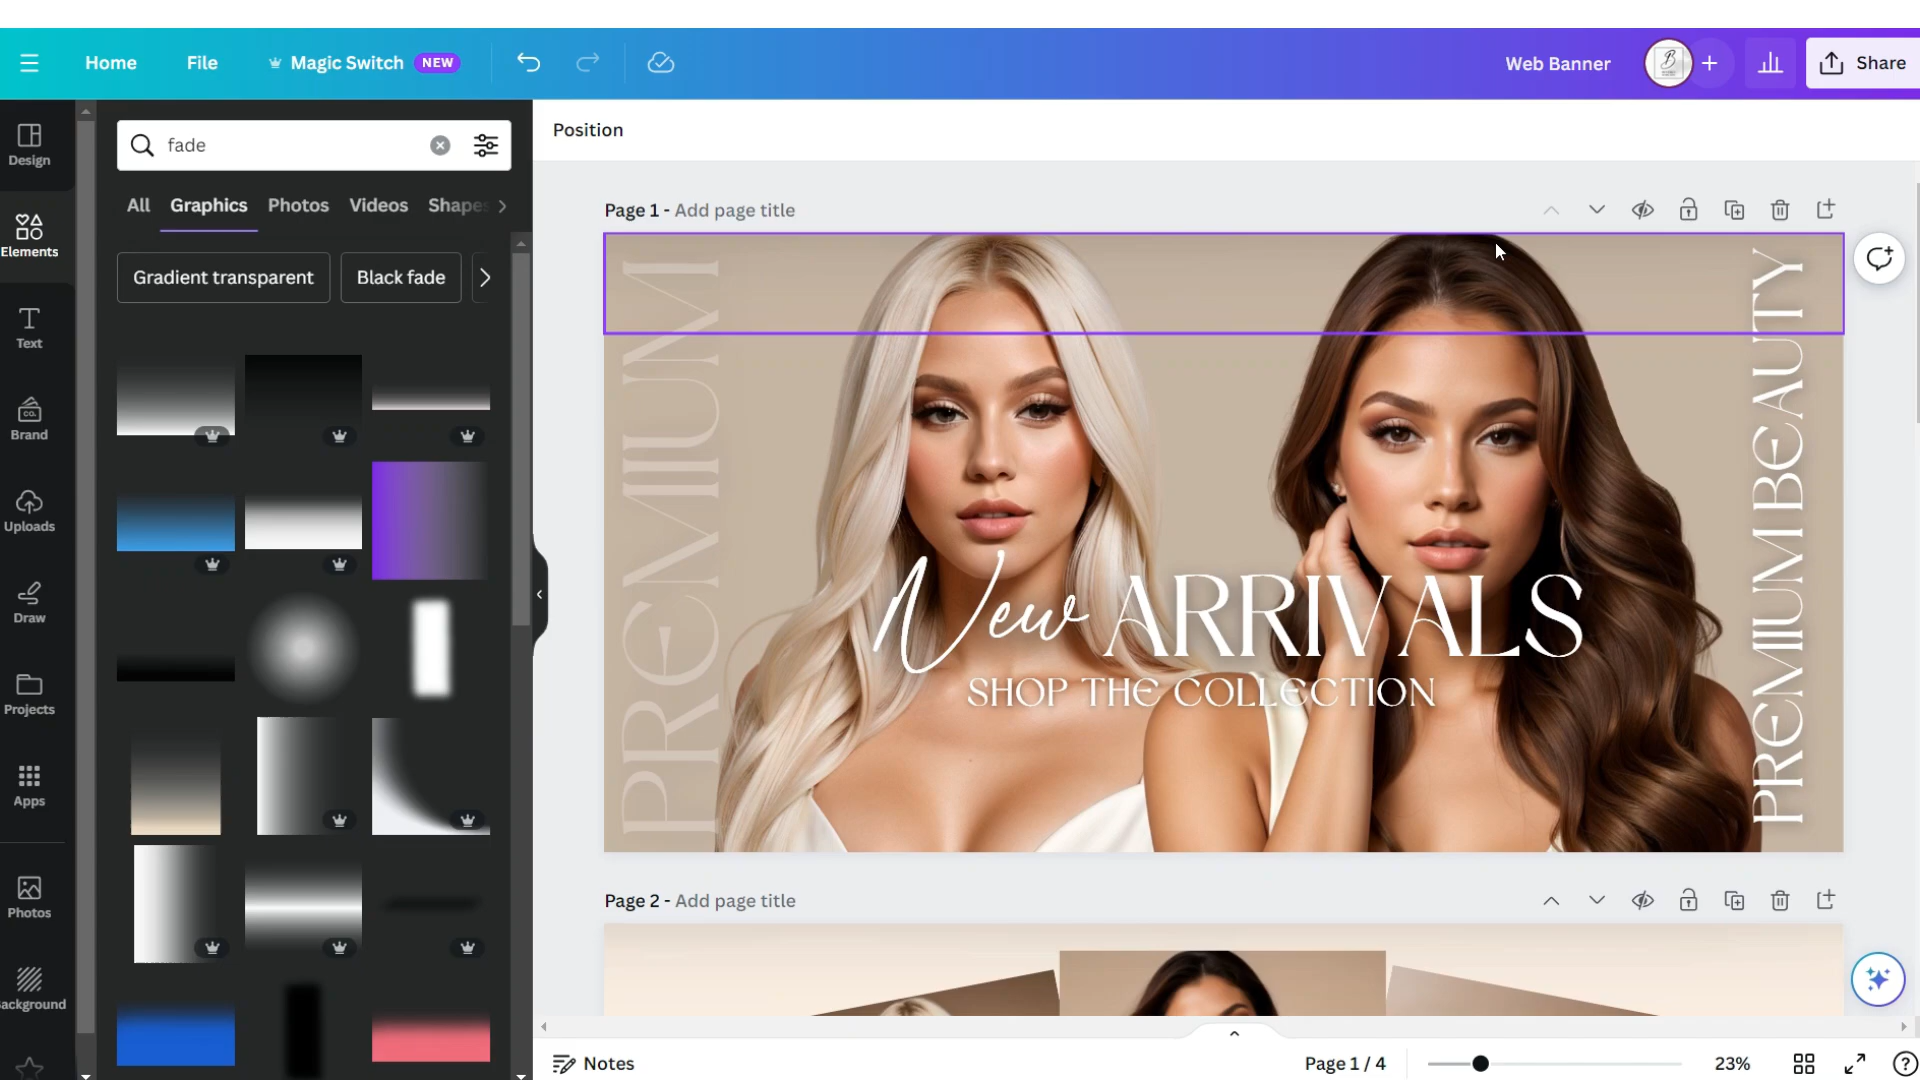 Home
File
Magic Switch
NEW
Web Banner
B
Share
Design
Elements
Text
Brand
CO.
Uploads
Draw
Projects
Apps
Photos
ackground
fade
All
Graphics
Photos
Videos
Shapes
Gradient transparent
Black fade
Position
Page 1 - Add page title
PREMIUM
New ARRIVALS
SHOP THE COLLECTION
PREMIUM BEAUTY
Page 2 - Add page title
Notes
Page 1 / 4
23%